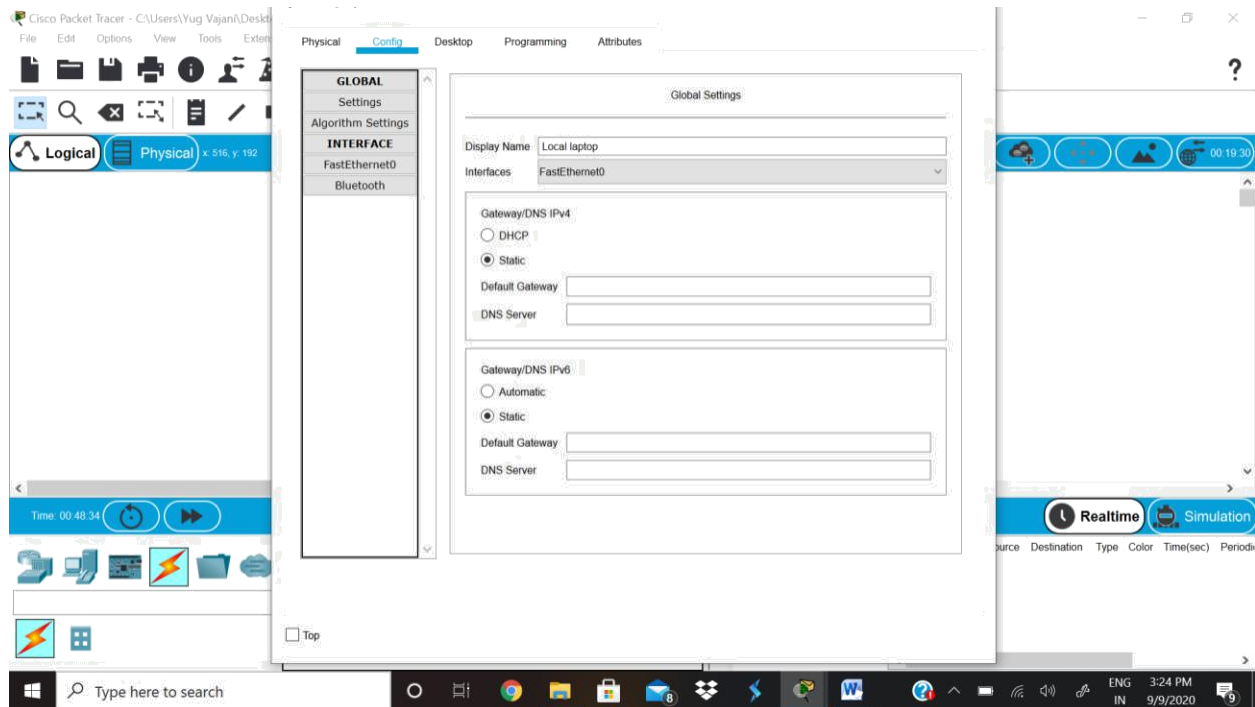 Cisco Packet Tracer - C:\Users\Yug Vajani\Deskt
File Edit Options View Tools Exten
?
Logical
Physical x: 516, y: 192
00:19:30
Physical Config Desktop Programming Attributes
GLOBAL
Settings
Algorithm Settings
INTERFACE
FastEthernet0
Bluetooth
Global Settings
Display Name Local laptop
Interfaces FastEthernet0
Gateway/DNS IPv4
DHCP
Static
Default Gateway
DNS Server
Gateway/DNS IPv6
Automatic
Static
Default Gateway
DNS Server
Top
Time: 00:48:34
Realtime
Simulation
ource Destination Type Color Time(sec) Periodi
Type here to search
8
W
ENG
IN
3:24 PM
9/9/2020
9